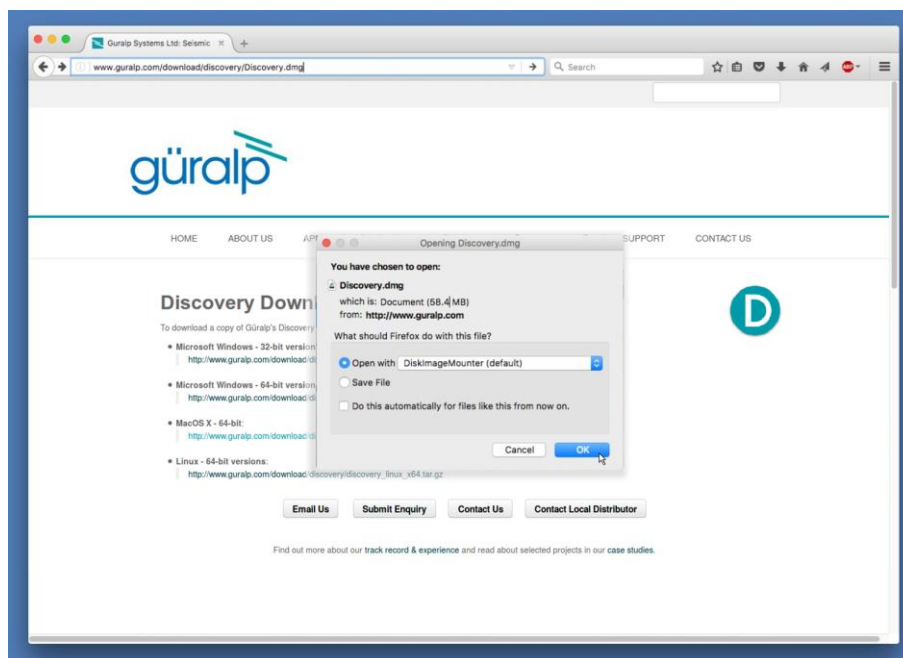 Guralp Systems Ltd: Seismic
www.guralp.com/download/discovery/Discovery.dmg
Search
güralp
HOME ABOUT US SUPPORT CONTACT US
Opening Discovery.dmg
You have chosen to open:
Discovery.dmg
which is: Document (58.4 MB)
from: http://www.guralp.com
What should Firefox do with this file?
Open with DiskImageMounter (default)
Save File
Do this automatically for files like this from now on.
Cancel OK
Discovery Down
D
To download a copy of Güralp's Discovery
Microsoft Windows - 32-bit version
http://www.guralp.com/download/di
Microsoft Windows - 64-bit version
http://www.guralp.com/download/di
MacOS X - 64-bit:
http://www.guralp.com/download/di
Linux - 64-bit versions:
http://www.guralp.com/download/discovery/discovery_linux_x64.tar.gz
Email Us Submit Enquiry Contact Us Contact Local Distributor
Find out more about our track record & experience and read about selected projects in our case studies.